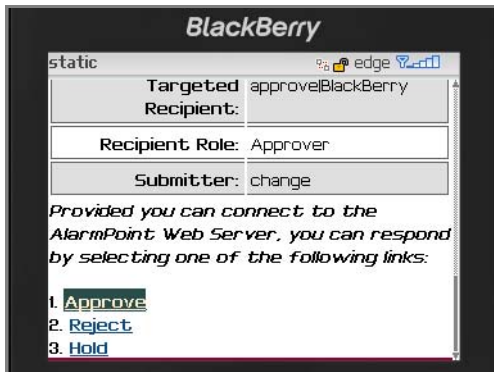 BlackBerry
static edge
Targeted Recipient: approve|BlackBerry
Recipient Role: Approver
Submitter: change
Provided you can connect to the
AlarmPoint Web Server, you can respond
by selecting one of the following links:
1. Approve
2. Reject
3. Hold